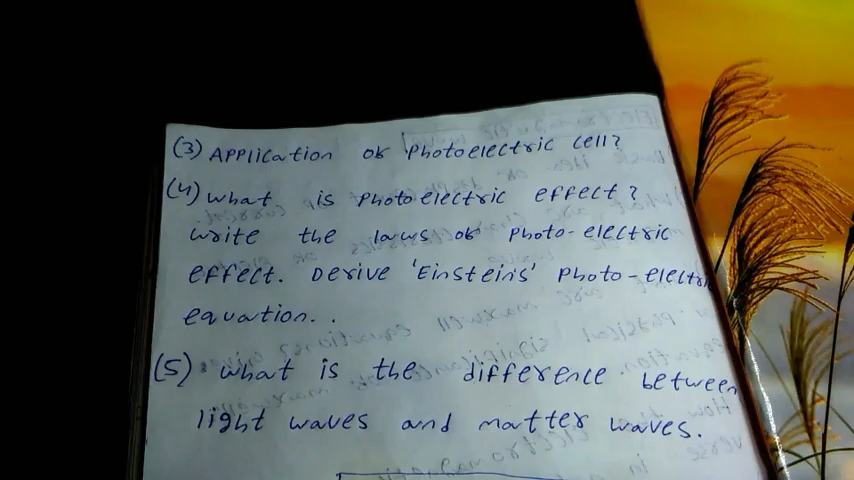 (3) Application of Photoelectric cell?
(4) What is Photoelectric effect?
write the laws of Photo-electric
effect. Derive 'Einstein's' Photo-electric
equation..
(5) What is the difference between
light waves and matter waves.